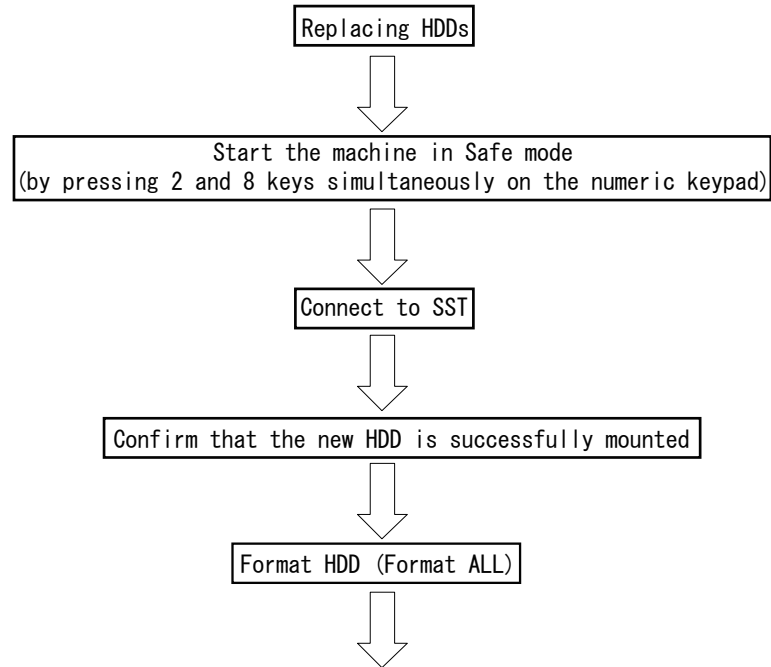 Replacing HDDs
Start the machine in Safe mode
(by pressing 2 and 8 keys simultaneously on the numeric keypad)
Connect to SST
Confirm that the new HDD is successfully mounted
Format HDD (Format ALL)